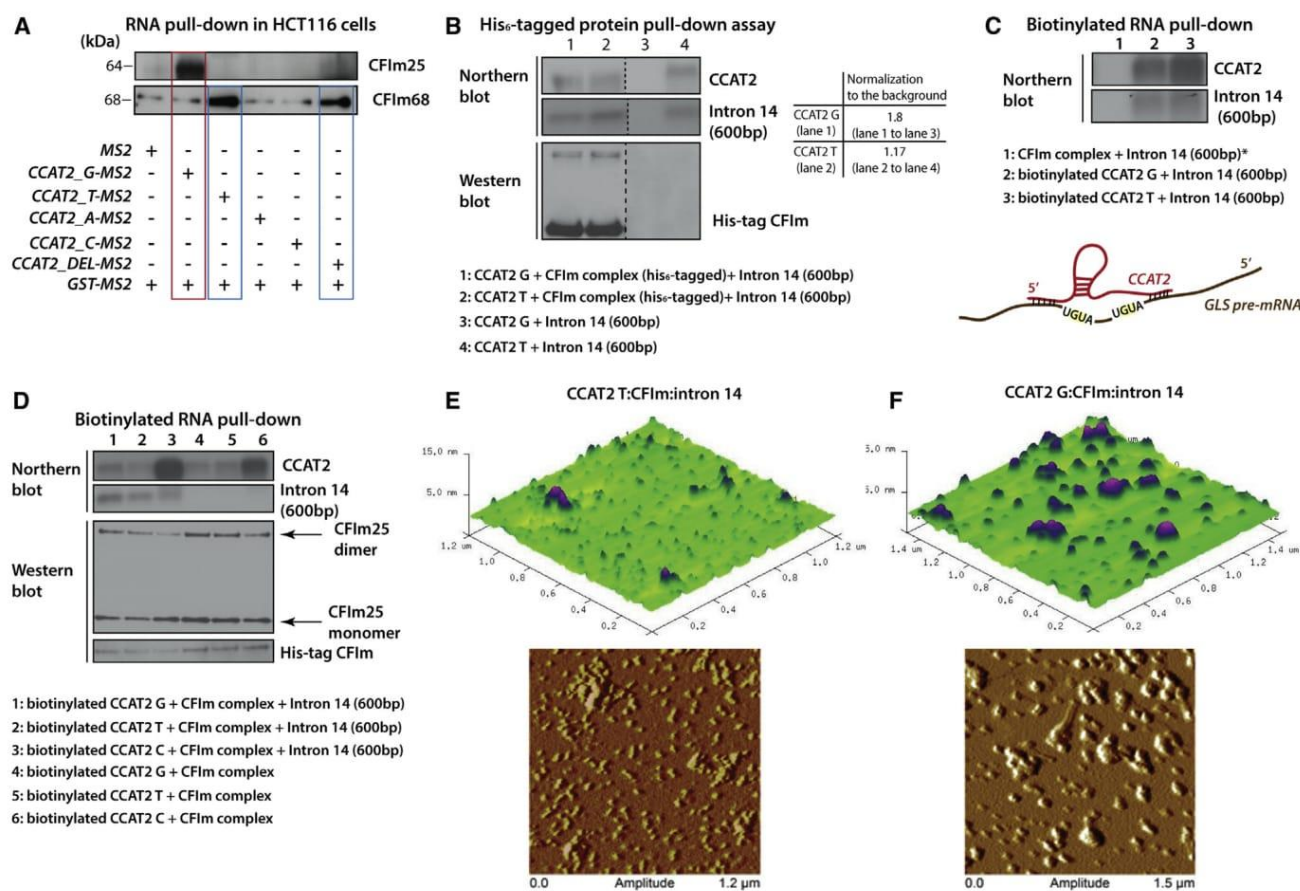 A
RNA pull-down in HCT116 cells
(kDa)
64
CFIm25
68
CFIm68
MS2 + - - - - -
CCAT2_G-MS2 - + - - - -
CCAT2_T-MS2 - - + - - -
CCAT2_A-MS2 - - - + - -
CCAT2_C-MS2 - - - - + -
CCAT2_DEL-MS2 - - - - - +
GST-MS2 + + + + + +
B
His₆-tagged protein pull-down assay
1 2 3 4
Northern
blot
CCAT2
Intron 14
(600bp)
Western
blot
His-tag CFIm
Normalization
to the background
CCAT2 G
(lane 1)
1.8
(lane 1 to lane 3)
CCAT2 T
(lane 2)
1.17
(lane 2 to lane 4)
1: CCAT2 G + CFIm complex (his₆-tagged)+ Intron 14 (600bp)
2: CCAT2 T + CFIm complex (his₆-tagged)+ Intron 14 (600bp)
3: CCAT2 G + Intron 14 (600bp)
4: CCAT2 T + Intron 14 (600bp)
C
Biotinylated RNA pull-down
1 2 3
Northern
blot
CCAT2
Intron 14
(600bp)
1: CFIm complex + Intron 14 (600bp)*
2: biotinylated CCAT2 G + Intron 14 (600bp)
3: biotinylated CCAT2 T + Intron 14 (600bp)
5'
5'
CCAT2
UGUA
UGUA
GLS pre-mRNA
D
Biotinylated RNA pull-down
1 2 3 4 5 6
Northern
blot
CCAT2
Intron 14
(600bp)
Western
blot
CFIm25
dimer
CFIm25
monomer
His-tag CFIm
1: biotinylated CCAT2 G + CFIm complex + Intron 14 (600bp)
2: biotinylated CCAT2 T + CFIm complex + Intron 14 (600bp)
3: biotinylated CCAT2 C + CFIm complex + Intron 14 (600bp)
4: biotinylated CCAT2 G + CFIm complex
5: biotinylated CCAT2 T + CFIm complex
6: biotinylated CCAT2 C + CFIm complex
E
CCAT2 T:CFIm:intron 14
15.0 nm
5.0 nm
1.2 um
1.0
0.8
0.6
0.4
0.2
1.2 um
1.0
0.8
0.6
0.4
0.2
0.0 Amplitude 1.2 µm
F
CCAT2 G:CFIm:intron 14
5.0 nm
5.0 nm
um
1.4 um
1.2
1.0
0.8
0.6
0.4
0.2
1.4 um
1.2
1.0
0.8
0.6
0.4
0.2
0.0 Amplitude 1.5 µm